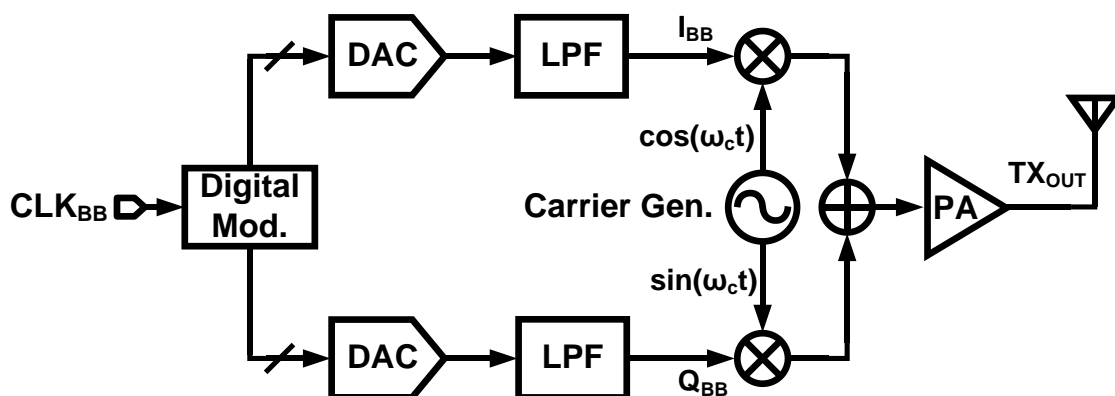 DAC
LPF
I_BB
cos(ω_ct)
CLK_BB
Digital
Mod.
Carrier Gen.
PA
TX_OUT
sin(ω_ct)
DAC
LPF
Q_BB